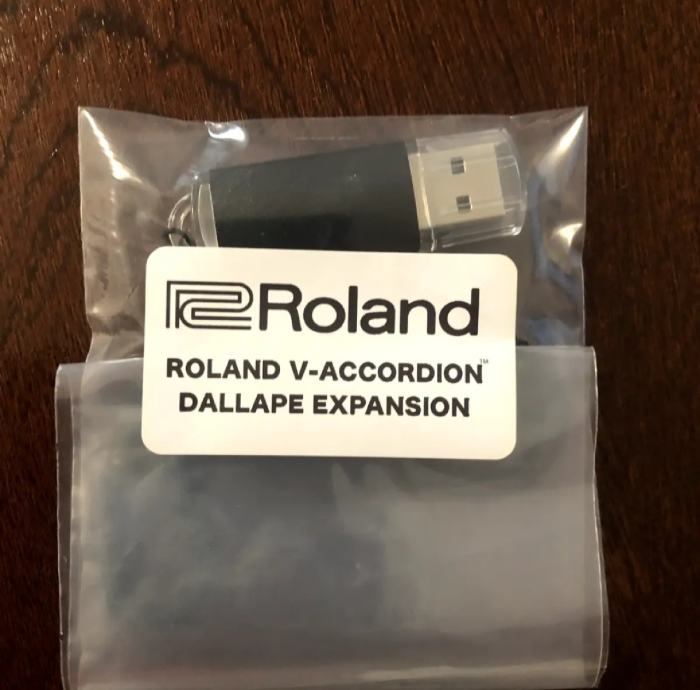 Roland
ROLAND V-ACCORDION™
DALLAPE EXPANSION